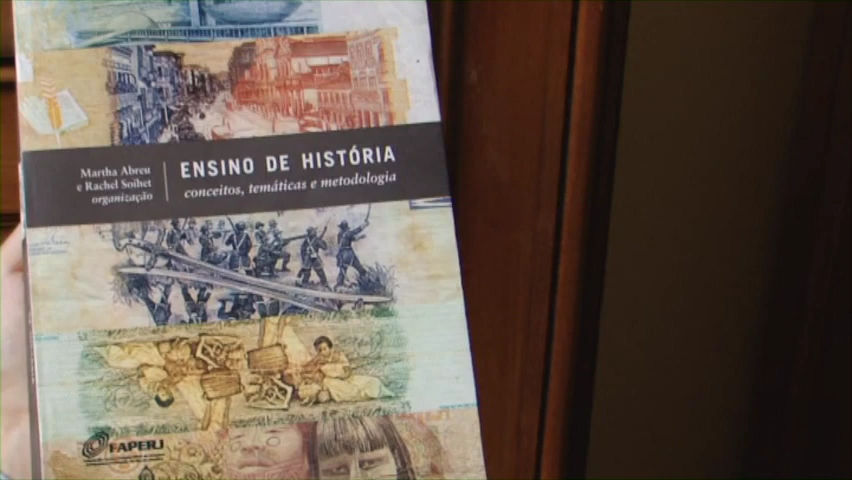 Martha Abreu
e Rachel Soihet
organização
ENSINO DE HISTÓRIA
conceitos, temáticas e metodologia
FAPERJ